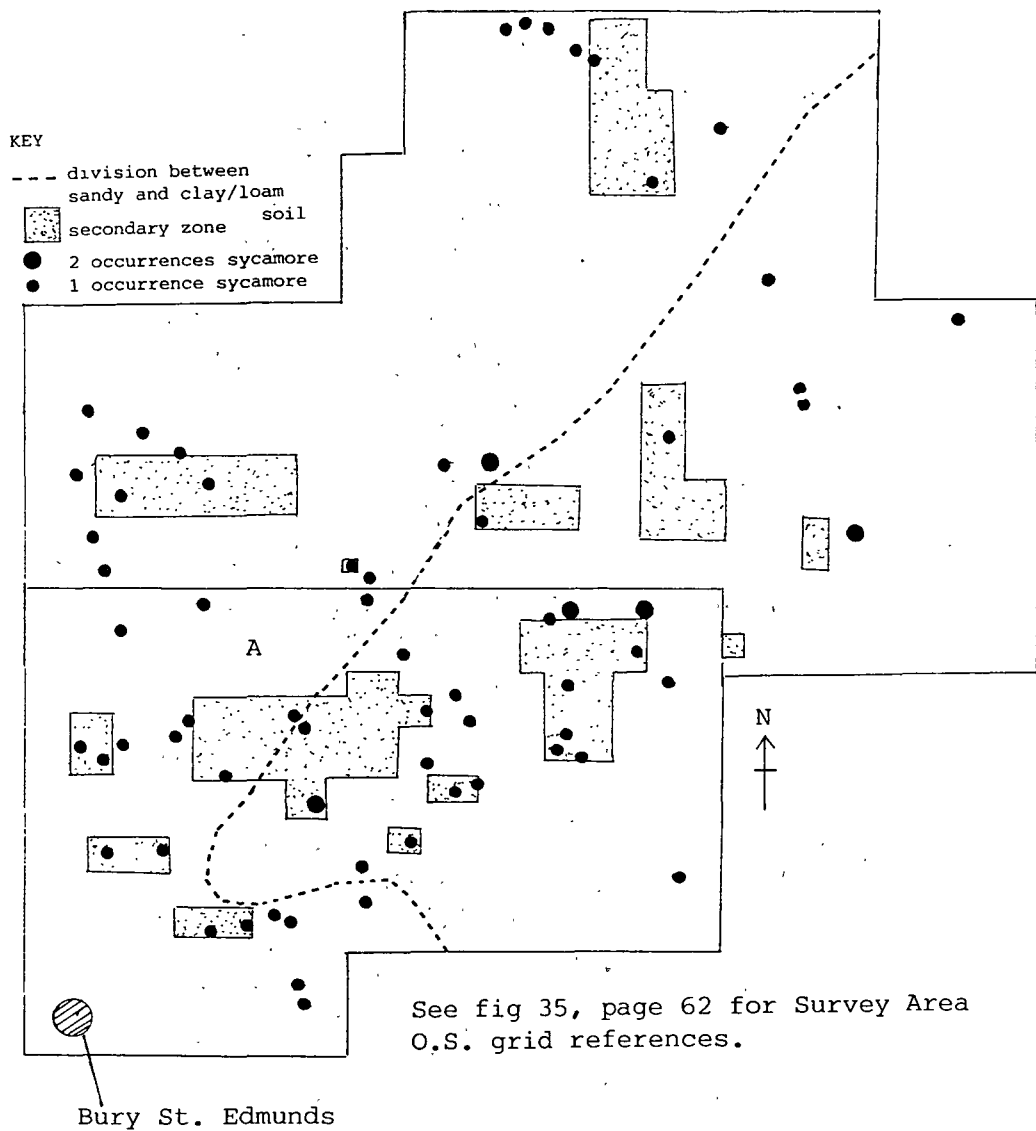 KEY
division between
sandy and clay/loam
soil
secondary zone
2 occurrences sycamore
1 occurrence sycamore
A
N
See fig 35, page 62 for Survey Area
O.S. grid references.
Bury St. Edmunds